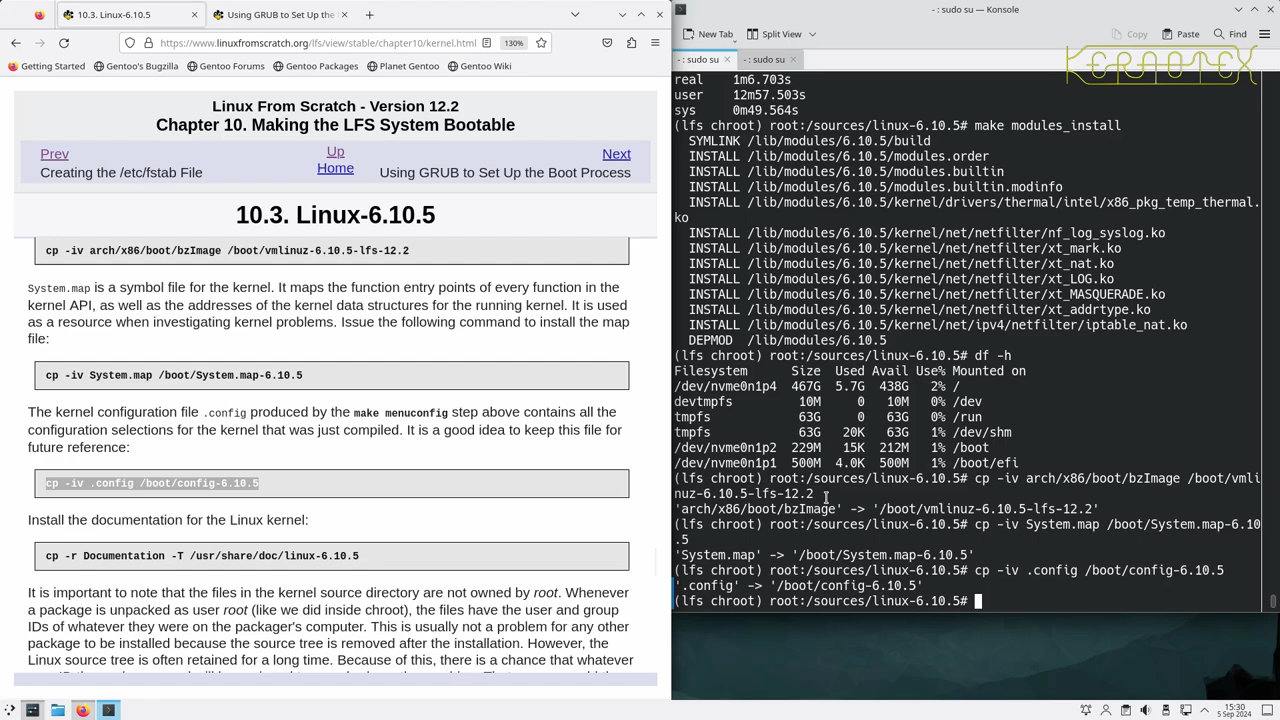 10.3. Linux-6.10.5
Using GRUB to Set Up the
https://www.linuxfromscratch.org/lfs/view/stable/chapter10/kernel.html
130%
Getting Started
Gentoo's Bugzilla
Gentoo Forums
Gentoo Packages
Planet Gentoo
Gentoo Wiki
Linux From Scratch - Version 12.2
Chapter 10. Making the LFS System Bootable
Prev
Up
Next
Creating the /etc/fstab File
Home
Using GRUB to Set Up the Boot Process
10.3. Linux-6.10.5
cp -iv arch/x86/boot/bzImage /boot/vmlinuz-6.10.5-lfs-12.2
System.map is a symbol file for the kernel. It maps the function entry points of every function in the
kernel API, as well as the addresses of the kernel data structures for the running kernel. It is used
as a resource when investigating kernel problems. Issue the following command to install the map
file:
cp -iv System.map /boot/System.map-6.10.5
The kernel configuration file .config produced by the make menuconfig step above contains all the
configuration selections for the kernel that was just compiled. It is a good idea to keep this file for
future reference:
cp -iv .config /boot/config-6.10.5
Install the documentation for the Linux kernel:
cp -r Documentation -T /usr/share/doc/linux-6.10.5
It is important to note that the files in the kernel source directory are not owned by root. Whenever
a package is unpacked as user root (like we did inside chroot), the files have the user and group
IDs of whatever they were on the packager's computer. This is usually not a problem for any other
package to be installed because the source tree is removed after the installation. However, the
Linux source tree is often retained for a long time. Because of this, there is a chance that whatever
- : sudo su — Konsole
New Tab
Split View
Copy
Paste
Find
- : sudo su
- : sudo su
KERNOTEX
real 1m6.703s
user 12m57.503s
sys 0m49.564s
(lfs chroot) root:/sources/linux-6.10.5# make modules_install
SYMLINK /lib/modules/6.10.5/build
INSTALL /lib/modules/6.10.5/modules.order
INSTALL /lib/modules/6.10.5/modules.builtin
INSTALL /lib/modules/6.10.5/modules.builtin.modinfo
INSTALL /lib/modules/6.10.5/kernel/drivers/thermal/intel/x86_pkg_temp_thermal.
ko
INSTALL /lib/modules/6.10.5/kernel/net/netfilter/nf_log_syslog.ko
INSTALL /lib/modules/6.10.5/kernel/net/netfilter/xt_mark.ko
INSTALL /lib/modules/6.10.5/kernel/net/netfilter/xt_nat.ko
INSTALL /lib/modules/6.10.5/kernel/net/netfilter/xt_LOG.ko
INSTALL /lib/modules/6.10.5/kernel/net/netfilter/xt_MASQUERADE.ko
INSTALL /lib/modules/6.10.5/kernel/net/netfilter/xt_addrtype.ko
INSTALL /lib/modules/6.10.5/kernel/net/ipv4/netfilter/iptable_nat.ko
DEPMOD /lib/modules/6.10.5
(lfs chroot) root:/sources/linux-6.10.5# df -h
Filesystem Size Used Avail Use% Mounted on
/dev/nvme0n1p4 467G 5.7G 438G 2% /
devtmpfs 10M 0 10M 0% /dev
tmpfs 63G 0 63G 0% /run
tmpfs 63G 20K 63G 1% /dev/shm
/dev/nvme0n1p2 229M 15K 212M 1% /boot
/dev/nvme0n1p1 500M 4.0K 500M 1% /boot/efi
(lfs chroot) root:/sources/linux-6.10.5# cp -iv arch/x86/boot/bzImage /boot/vmli
nuz-6.10.5-lfs-12.2
'arch/x86/boot/bzImage' -> '/boot/vmlinuz-6.10.5-lfs-12.2'
(lfs chroot) root:/sources/linux-6.10.5# cp -iv System.map /boot/System.map-6.10
.5
'System.map' -> '/boot/System.map-6.10.5'
(lfs chroot) root:/sources/linux-6.10.5# cp -iv .config /boot/config-6.10.5
'.config' -> '/boot/config-6.10.5'
(lfs chroot) root:/sources/linux-6.10.5#
15:30
5 Sep 2024